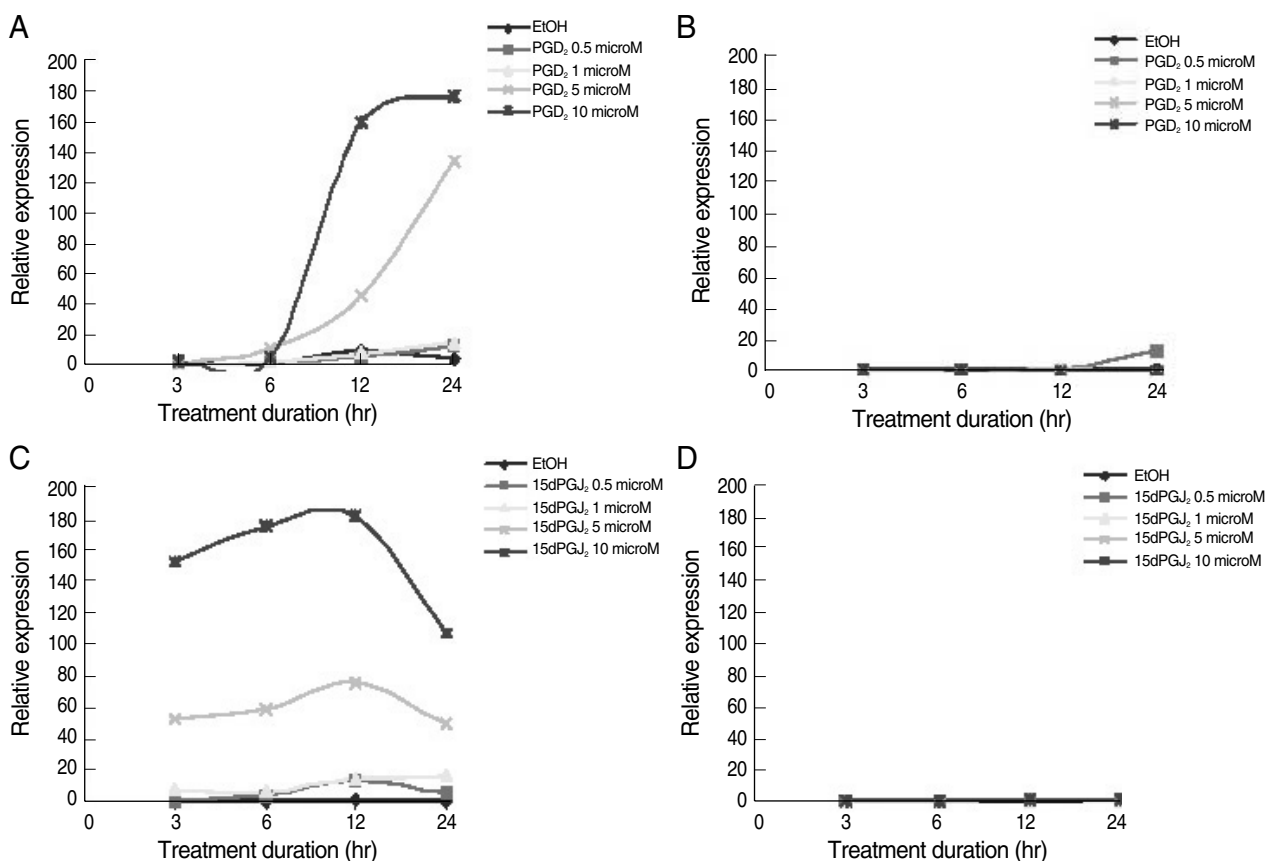 A
EtOH
PGD₂ 0.5 microM
PGD₂ 1 microM
PGD₂ 5 microM
PGD₂ 10 microM
Relative expression
200
180
160
140
120
100
80
60
40
20
0
0 3 6 12 24
Treatment duration (hr)
B
EtOH
PGD₂ 0.5 microM
PGD₂ 1 microM
PGD₂ 5 microM
PGD₂ 10 microM
Relative expression
200
180
160
140
120
100
80
60
40
20
0
0 3 6 12 24
Treatment duration (hr)
C
EtOH
15dPGJ₂ 0.5 microM
15dPGJ₂ 1 microM
15dPGJ₂ 5 microM
15dPGJ₂ 10 microM
Relative expression
200
180
160
140
120
100
80
60
40
20
0
0 3 6 12 24
Treatment duration (hr)
D
EtOH
15dPGJ₂ 0.5 microM
15dPGJ₂ 1 microM
15dPGJ₂ 5 microM
15dPGJ₂ 10 microM
Relative expression
200
180
160
140
120
100
80
60
40
20
0
0 3 6 12 24
Treatment duration (hr)